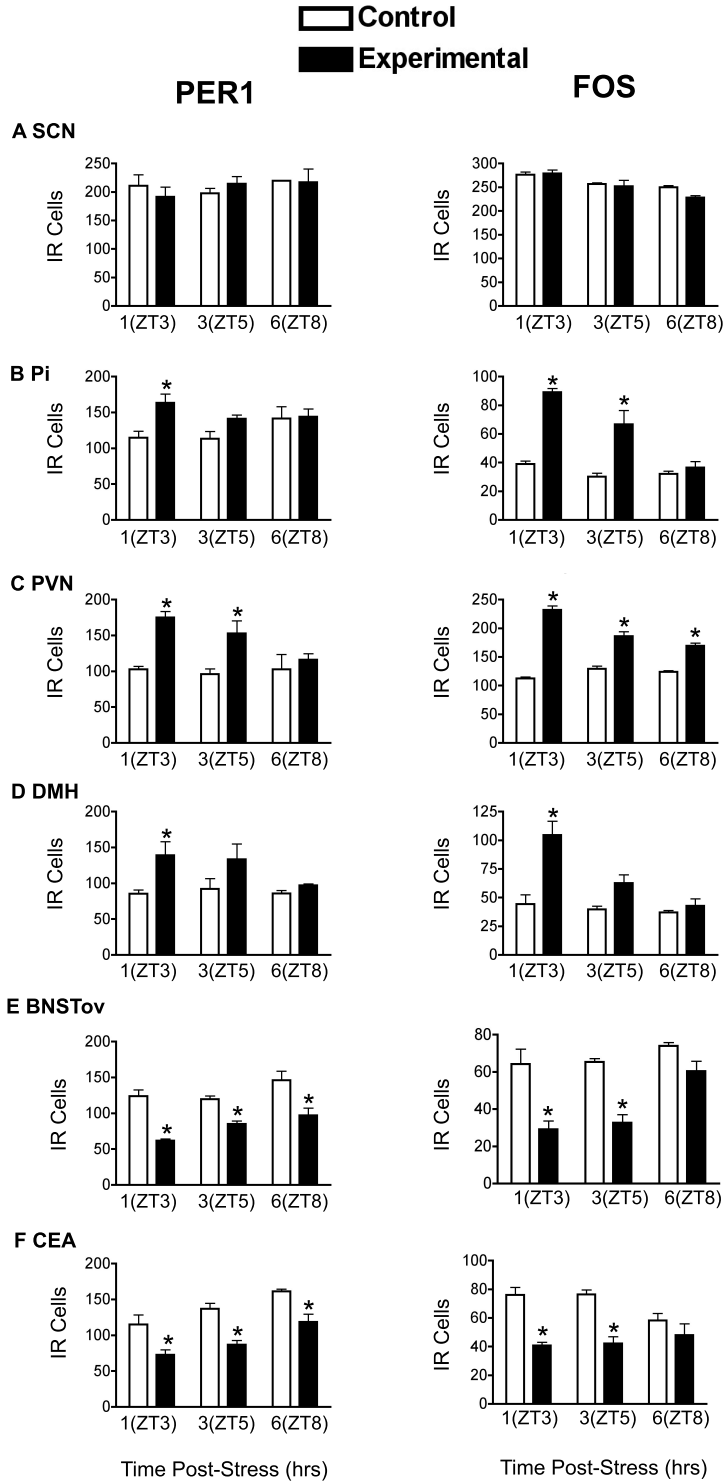 Control
Experimental
PER1
FOS
A SCN
IR Cells
250
200
150
100
50
0
1(ZT3) 3(ZT5) 6(ZT8)
IR Cells
300
250
200
150
100
50
0
1(ZT3) 3(ZT5) 6(ZT8)
B Pi
IR Cells
200
150
100
50
0
*
1(ZT3) 3(ZT5) 6(ZT8)
IR Cells
100
80
60
40
20
0
* *
1(ZT3) 3(ZT5) 6(ZT8)
C PVN
IR Cells
200
150
100
50
0
* *
1(ZT3) 3(ZT5) 6(ZT8)
IR Cells
250
200
150
100
50
0
* * *
1(ZT3) 3(ZT5) 6(ZT8)
D DMH
IR Cells
200
150
100
50
0
*
1(ZT3) 3(ZT5) 6(ZT8)
IR Cells
125
100
75
50
25
0
*
1(ZT3) 3(ZT5) 6(ZT8)
E BNSTov
IR Cells
200
150
100
50
0
* * *
1(ZT3) 3(ZT5) 6(ZT8)
IR Cells
80
60
40
20
0
* *
1(ZT3) 3(ZT5) 6(ZT8)
F CEA
IR Cells
200
150
100
50
0
* * *
1(ZT3) 3(ZT5) 6(ZT8)
IR Cells
100
80
60
40
20
0
* *
1(ZT3) 3(ZT5) 6(ZT8)
Time Post-Stress (hrs)
Time Post-Stress (hrs)